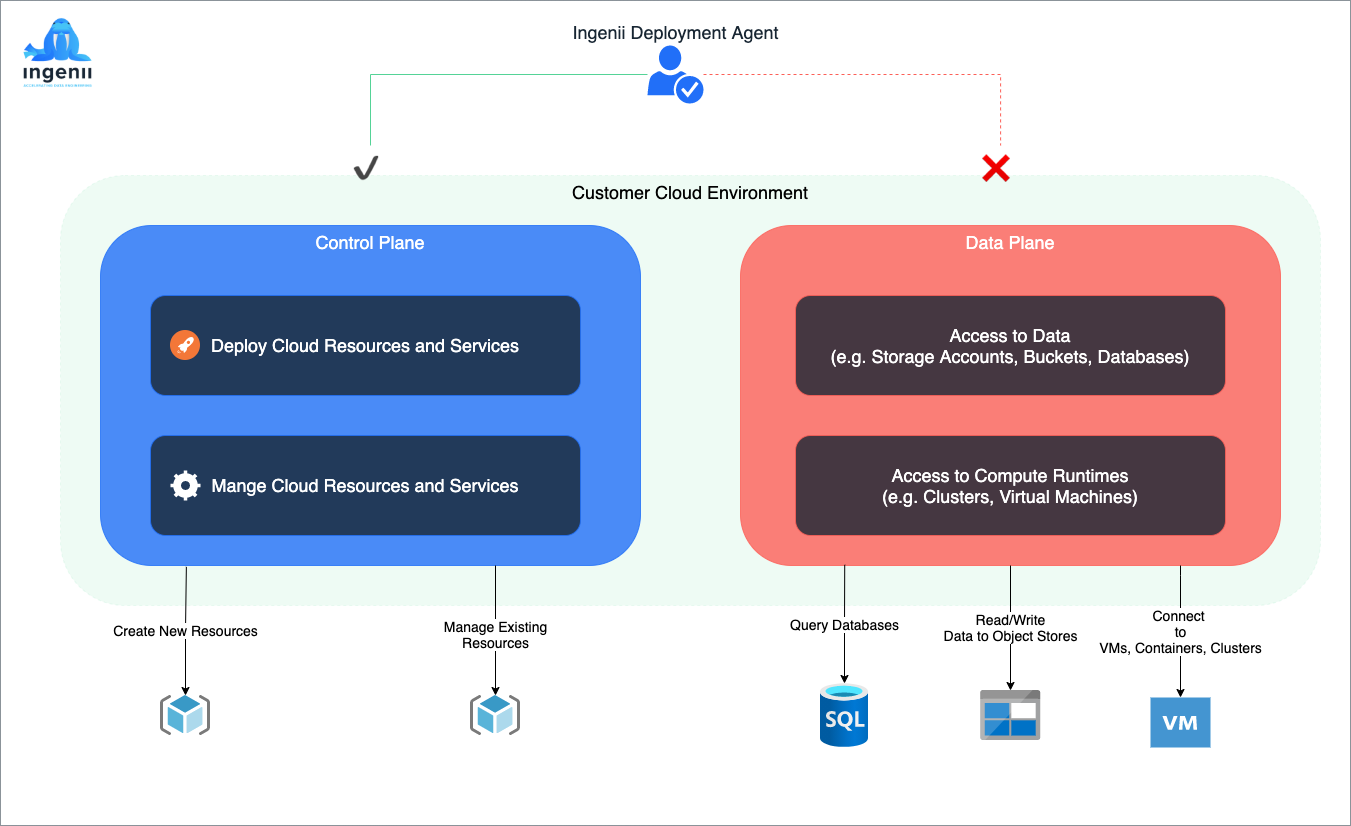 Ingenii Deployment Agent
ingenii
Customer Cloud Environment
Control Plane
Deploy Cloud Resources and Services
Mange Cloud Resources and Services
Data Plane
Access to Data
(e.g. Storage Accounts, Buckets, Databases)
Access to Compute Runtimes
(e.g. Clusters, Virtual Machines)
Create New Resources
Manage Existing
Resources
Query Databases
Read/Write
Data to Object Stores
Connect
to
VMs, Containers, Clusters
SQL
VM